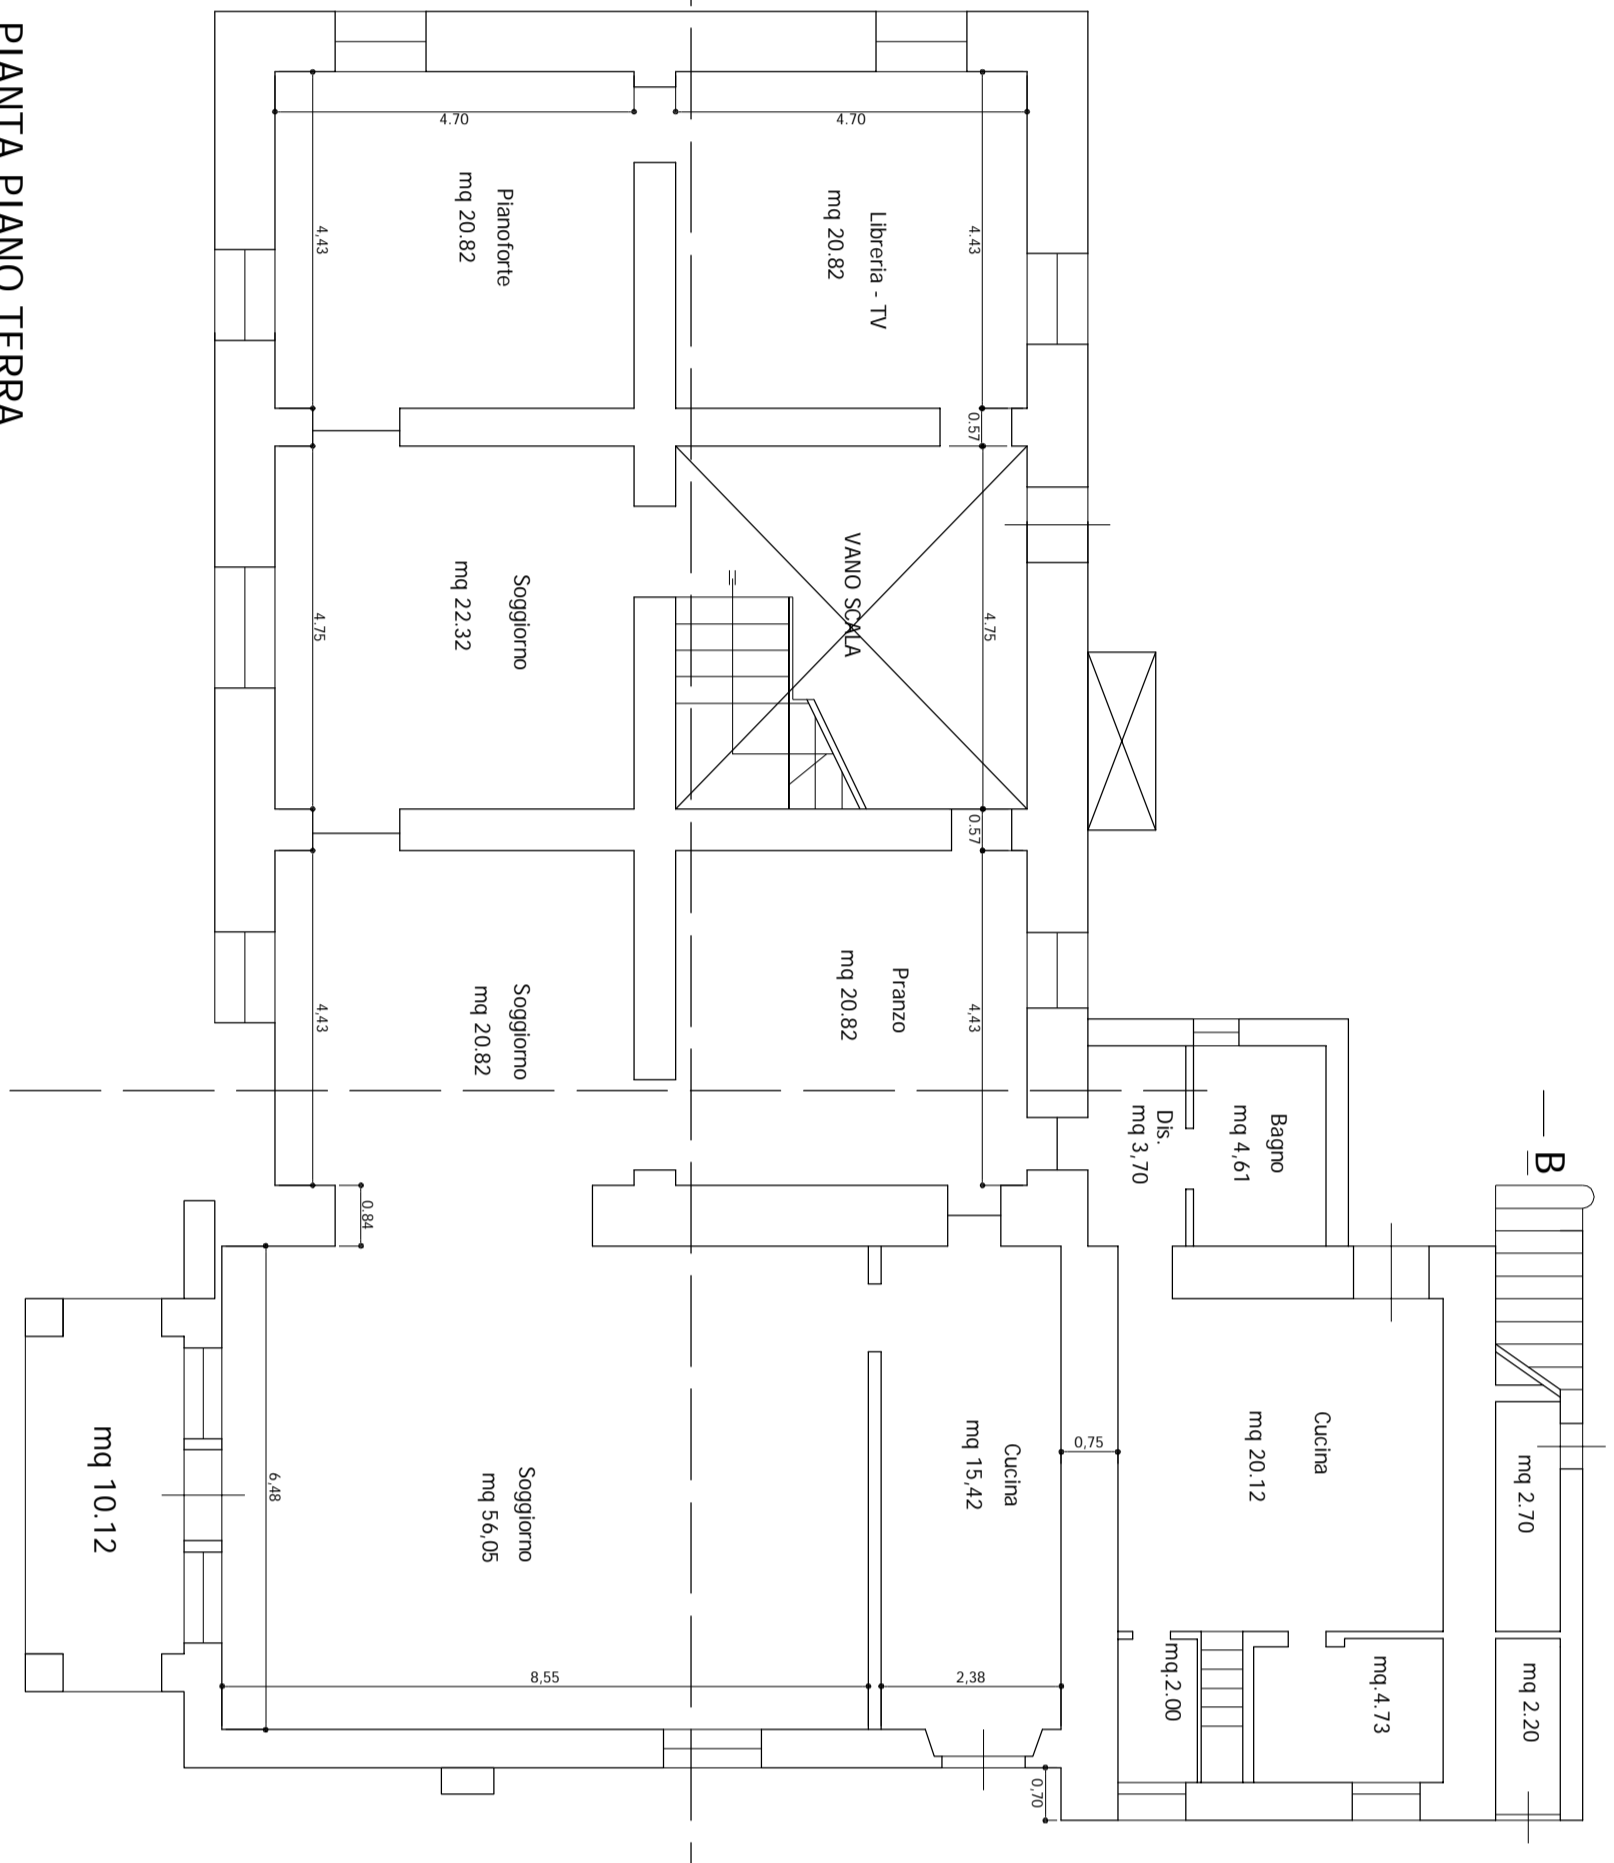 PIANTA PIANO TERRA
4.70
4.70
4,43
Pianoforte
mq 20.82
Libreria - TV
mq 20.82
4.43
0.57
4.75
Soggiorno
mq 22.32
VANO SCALA
4.75
0.57
4,43
Soggiorno
mq 20.82
Pranzo
mq 20.82
4,43
Dis.
mq 3,70
Bagno
mq 4,61
B
0.84
6,48
mq 10.12
Soggiorno
mq 56,05
Cucina
mq 15,42
0,75
Cucina
mq 20.12
mq 2.70
8,55
2,38
mq.2.00
mq.4.73
mq 2.20
0,70